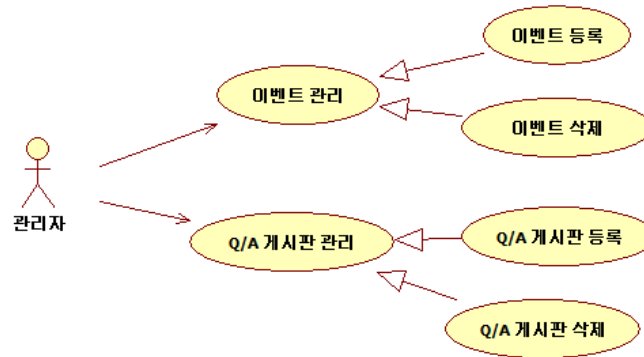 이벤트 등록
이벤트 관리
이벤트 삭제
관리자
Q/A 게시판 관리
Q/A 게시판 등록
Q/A 게시판 삭제